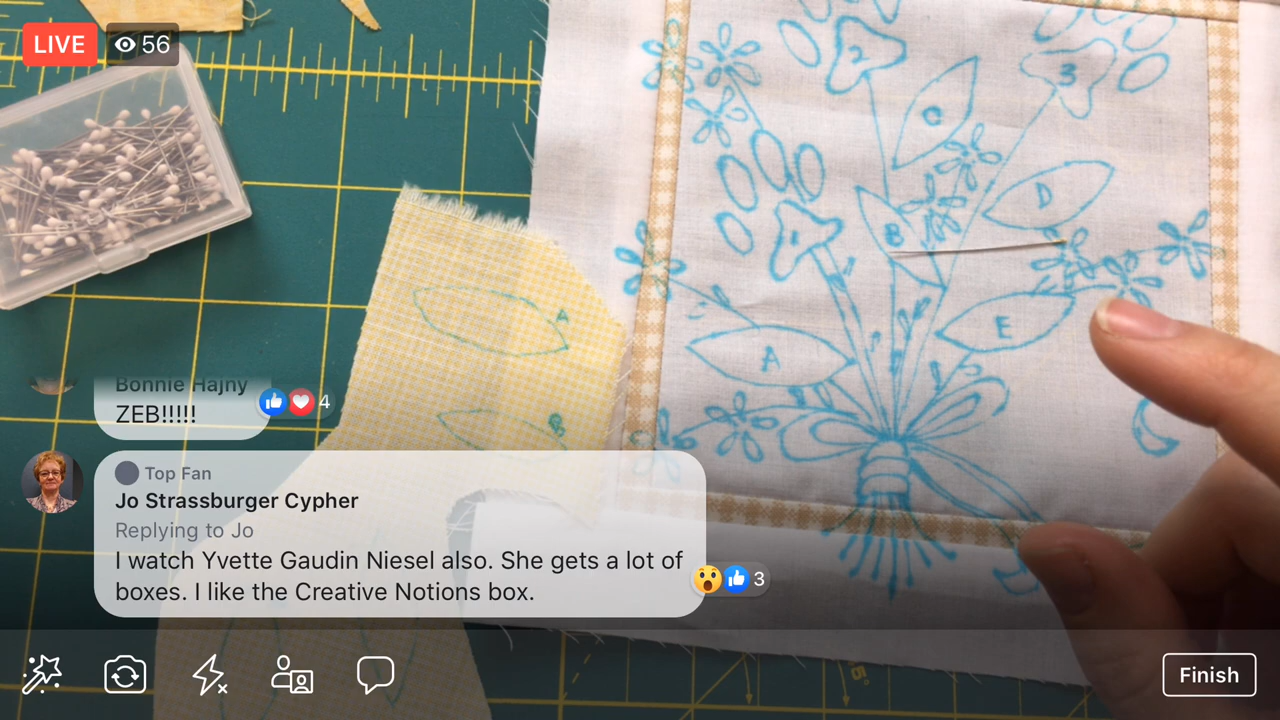 LIVE 56
2
3
C
D
B
1
E
A
A
B
Bonnie Hajny
ZEB!!!!!
4
Top Fan
Jo Strassburger Cypher
Replying to Jo
I watch Yvette Gaudin Niesel also. She gets a lot of
boxes. I like the Creative Notions box.
3
Finish